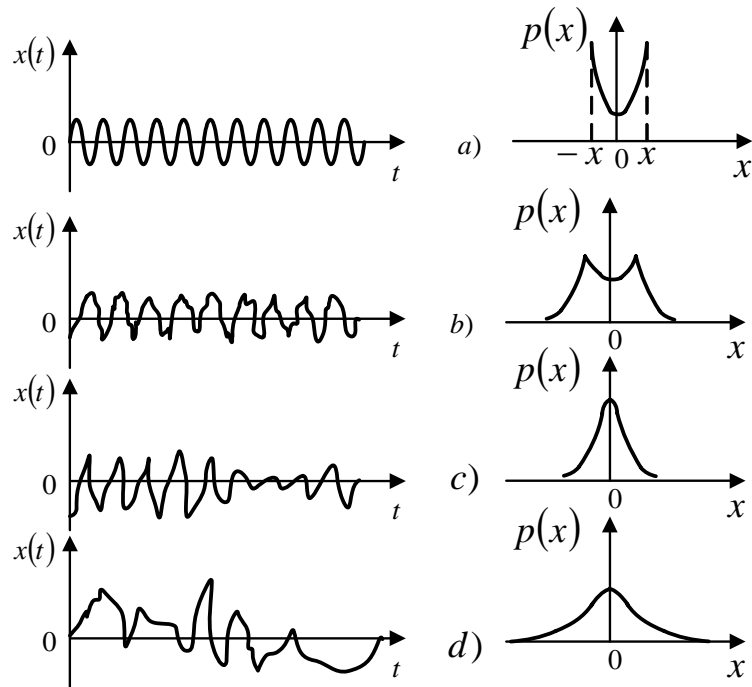 x(t)
0
t
a)
p(x)
– x 0 x
x
x(t)
0
t
b)
p(x)
0
x
x(t)
0
t
c)
p(x)
0
x
x(t)
0
t
d)
p(x)
0
x